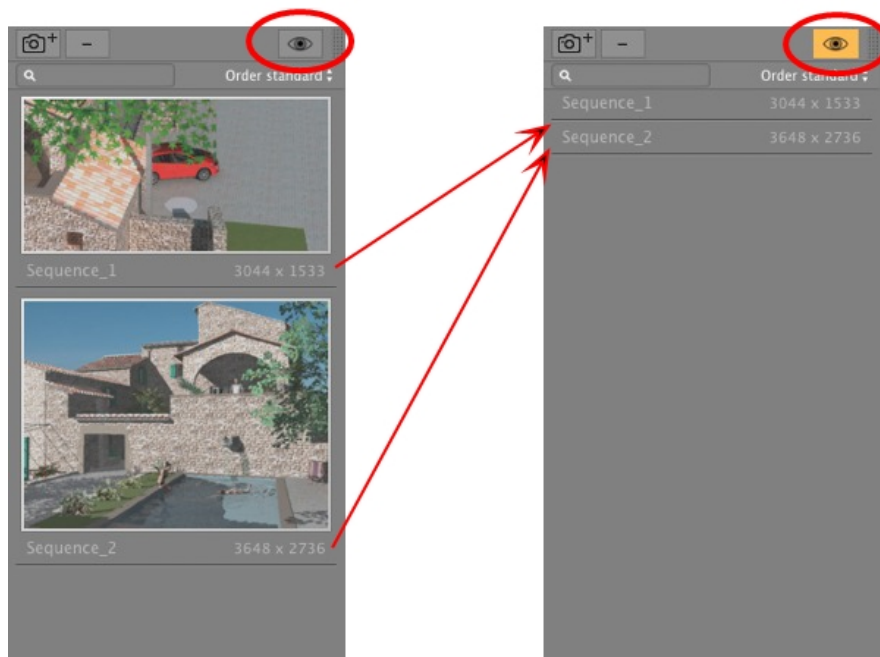 Order standard
Sequence_1 3044 x 1533
Sequence_2 3648 x 2736
Order standard
Sequence_1 3044 x 1533
Sequence_2 3648 x 2736